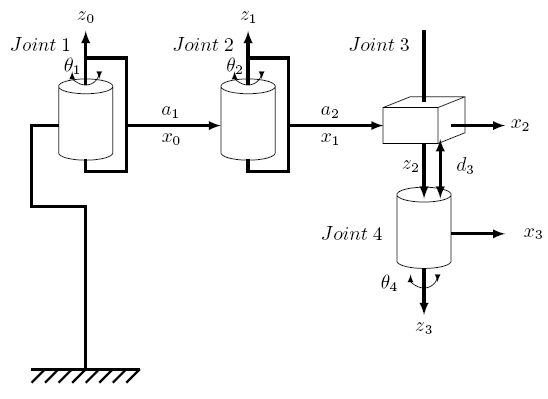 z₀
z₁
Joint 1
Joint 2
Joint 3
θ₁
θ₂
a₁
a₂
x₀
x₁
x₂
z₂
d₃
Joint 4
x₃
θ₄
z₃